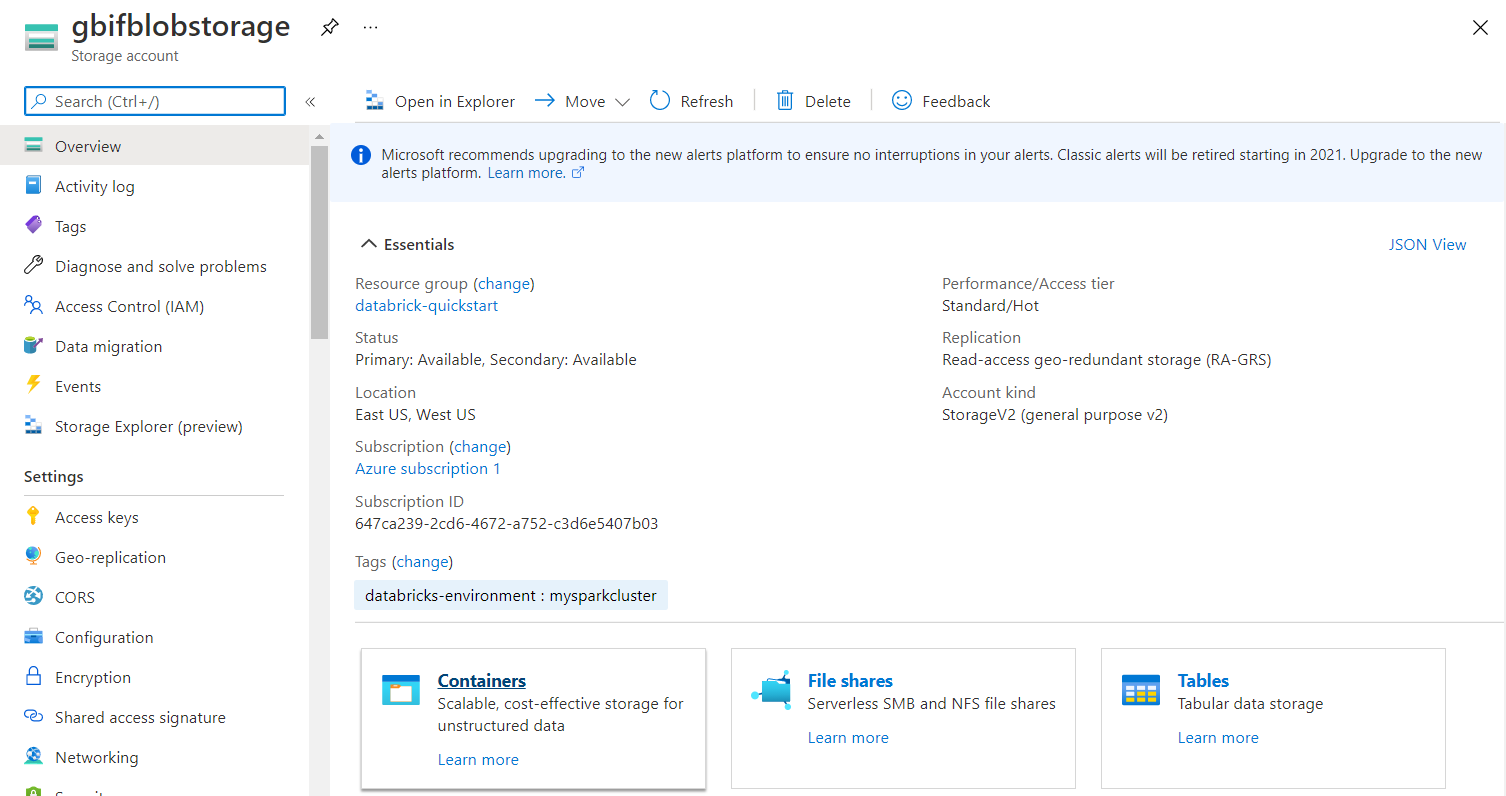 gbifblobstorage
...
Storage account
Search (Ctrl+/)
«
Open in Explorer
Move
Refresh
Delete
Feedback
Overview
Activity log
Tags
Diagnose and solve problems
Access Control (IAM)
Data migration
Events
Storage Explorer (preview)
Settings
Access keys
Geo-replication
CORS
Configuration
Encryption
Shared access signature
Networking
Microsoft recommends upgrading to the new alerts platform to ensure no interruptions in your alerts. Classic alerts will be retired starting in 2021. Upgrade to the new
alerts platform. Learn more.
Essentials
JSON View
Resource group (change)
databrick-quickstart
Status
Primary: Available, Secondary: Available
Location
East US, West US
Subscription (change)
Azure subscription 1
Subscription ID
647ca239-2cd6-4672-a752-c3d6e5407b03
Tags (change)
databricks-environment : mysparkcluster
Performance/Access tier
Standard/Hot
Replication
Read-access geo-redundant storage (RA-GRS)
Account kind
StorageV2 (general purpose v2)
Containers
Scalable, cost-effective storage for
unstructured data
Learn more
File shares
Serverless SMB and NFS file shares
Learn more
Tables
Tabular data storage
Learn more